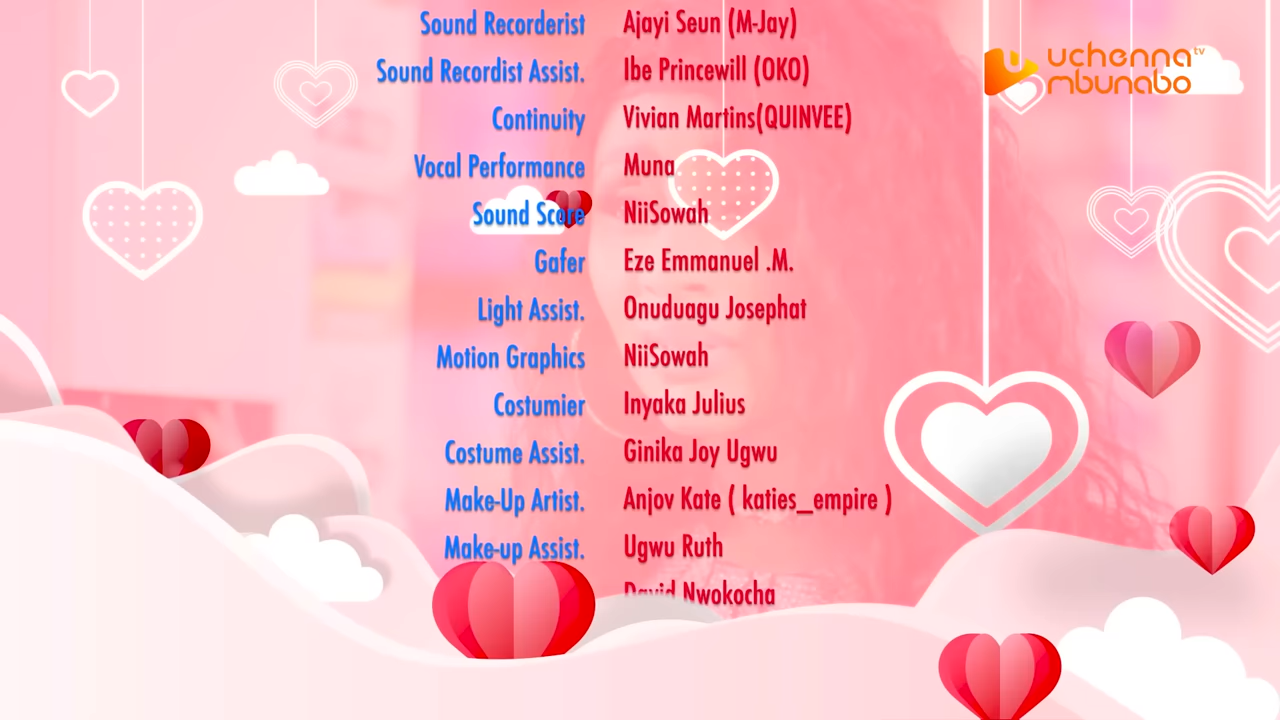 Sound Recorderist Ajayi Seun (M-Jay)
Sound Recordist Assist. Ibe Princewill (OKO)
Continuity Vivian Martins(QUINVEE)
Vocal Performance Muna
Sound Score NiiSowah
Gafer Eze Emmanuel .M.
Light Assist. Onuduagu Josephat
Motion Graphics NiiSowah
Costumier Inyaka Julius
Costume Assist. Ginika Joy Ugwu
Make-Up Artist. Anjov Kate ( katies_empire )
Make-up Assist. Ugwu Ruth
David Nwokocha
uchenna tv
mbunabo